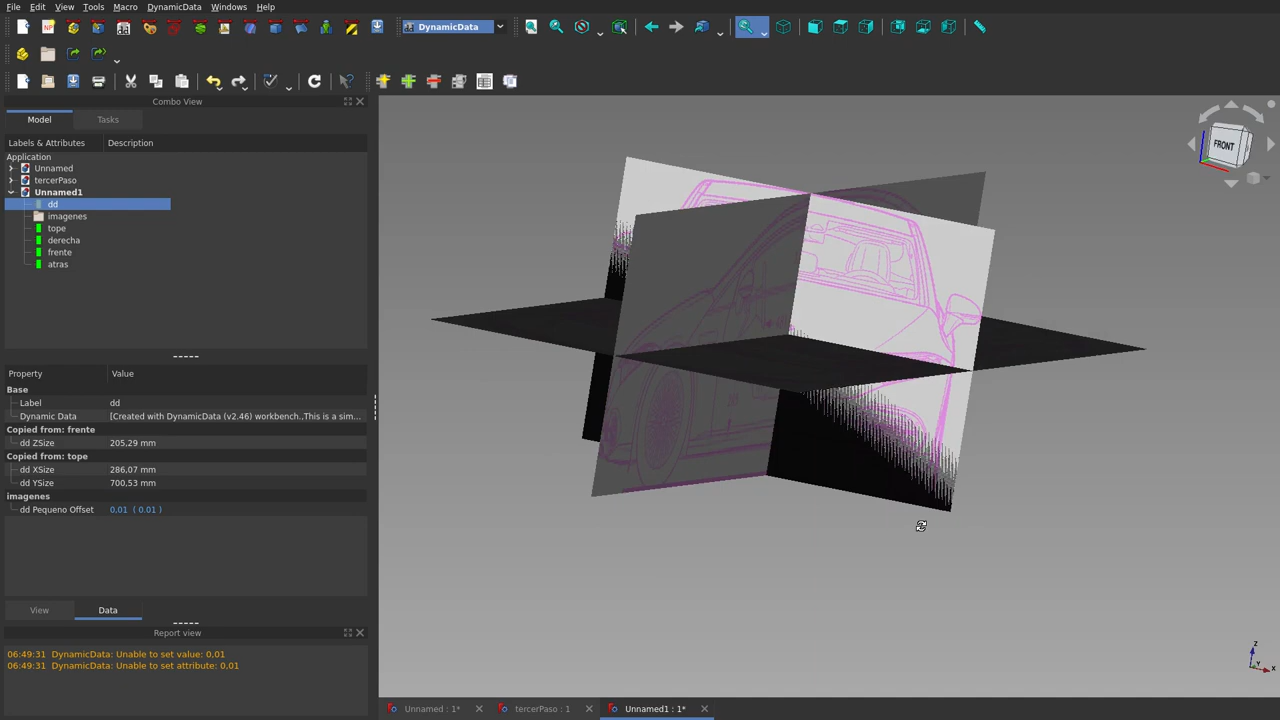 File Edit View Tools Macro DynamicData Windows Help
DynamicData
Combo View
Model Tasks
Labels & Attributes Description
Application
Unnamed
tercerPaso
Unnamed1
dd
imagenes
tope
derecha
frente
atras
Property Value
Base
Label dd
Dynamic Data [Created with DynamicData (v2.46) workbench.,This is a sim...
Copied from: frente
dd ZSize 205,29 mm
Copied from: tope
dd XSize 286,07 mm
dd YSize 700,53 mm
imagenes
dd Pequeno Offset 0,01 ( 0.01 )
View Data
Report view
06:49:31 DynamicData: Unable to set value: 0,01
06:49:31 DynamicData: Unable to set attribute: 0,01
FRONT
Z
Y
X
Unnamed : 1* tercerPaso : 1 Unnamed1 : 1*